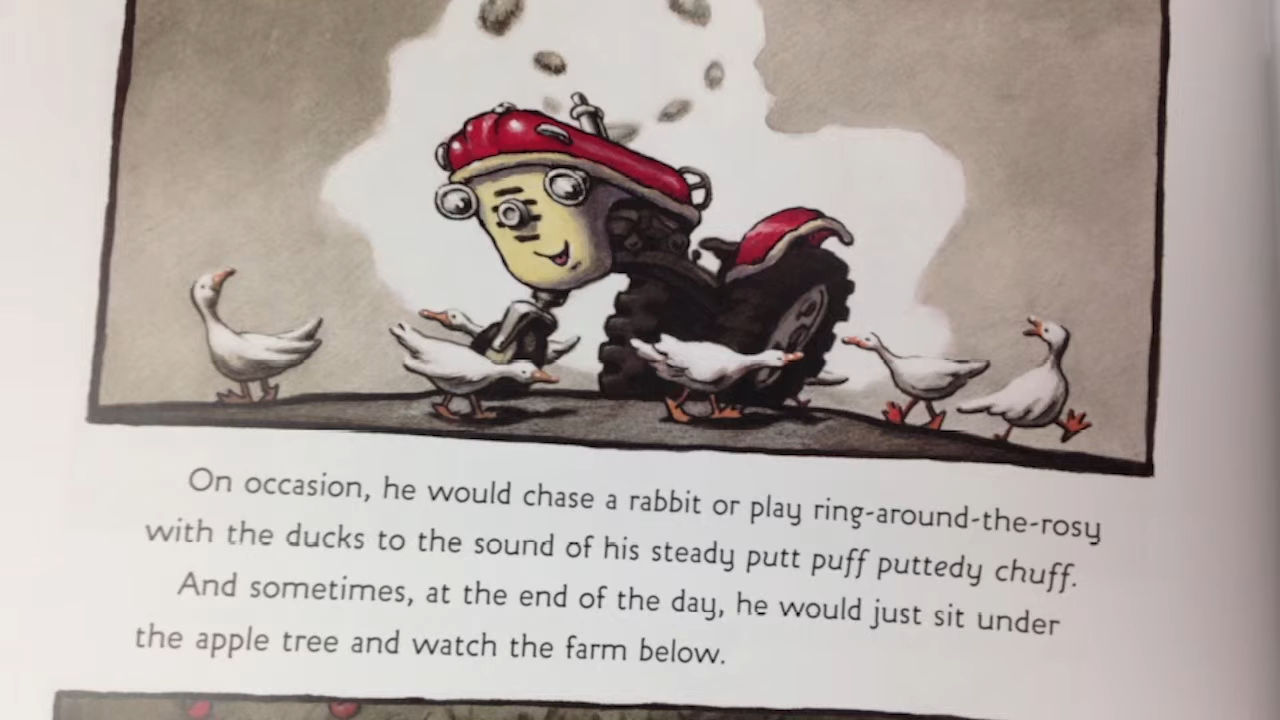 On occasion, he would chase a rabbit or play ring-around-the-rosy
with the ducks to the sound of his steady putt puff puttedy chuff.
And sometimes, at the end of the day, he would just sit under
the apple tree and watch the farm below.